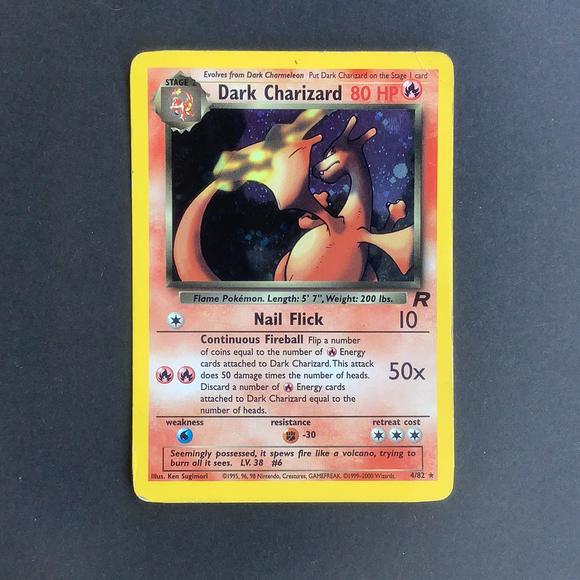 Evolves from Dark Charmeleon Put Dark Charizard on the Stage 1 card
STAGE 2
Dark Charizard 80 HP
Flame Pokémon. Length: 5' 7", Weight: 200 lbs.
R
Nail Flick 10
Continuous Fireball Flip a number
of coins equal to the number of Energy
cards attached to Dark Charizard. This attack
does 50 damage times the number of heads.
Discard a number of Energy cards
attached to Dark Charizard equal to the
number of heads.
50x
weakness resistance retreat cost
-30
Seemingly possessed, it spews fire like a volcano, trying to
burn all it sees. LV. 38 #6
Illus. Ken Sugimori ©1995, 96, 98 Nintendo, Creatures, GAMEFREAK. ©1999-2000 Wizards. 4/82 ★